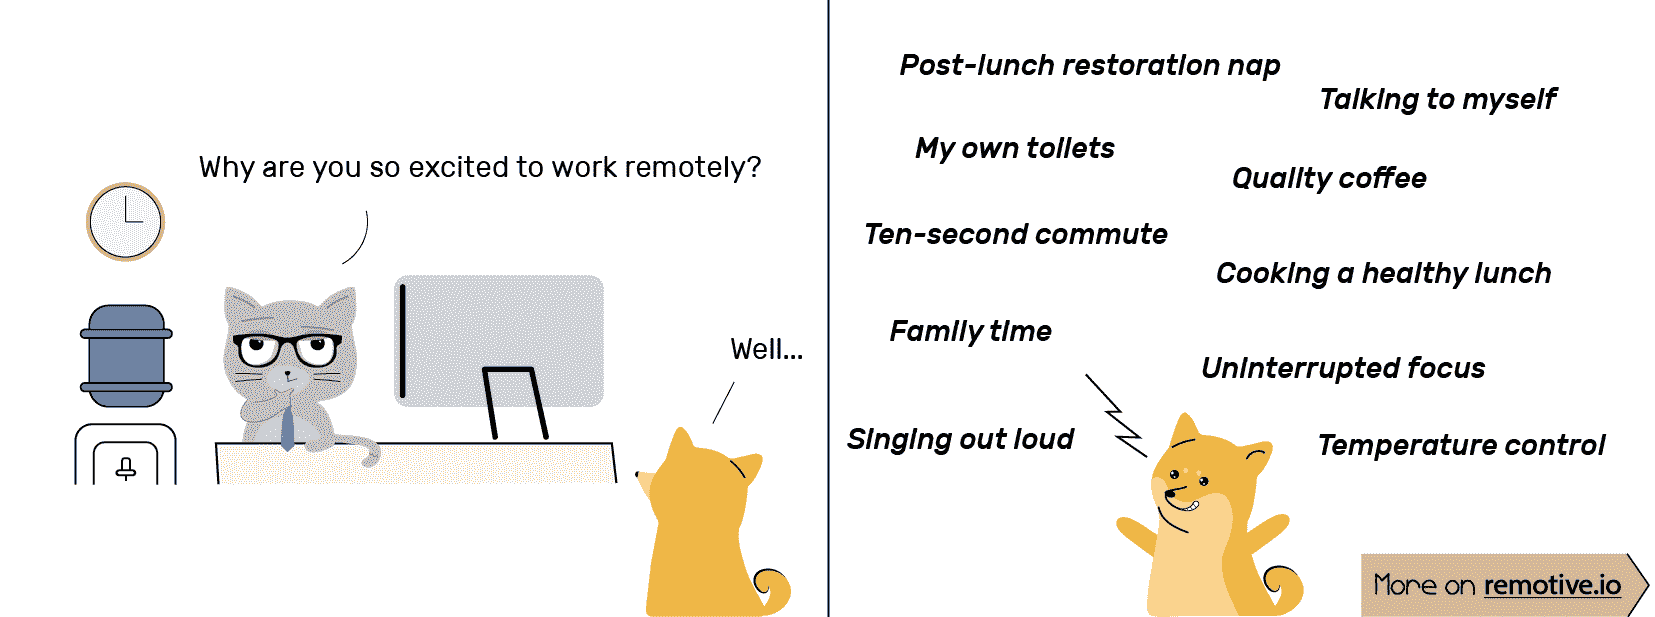 Why are you so excited to work remotely?
Well...
Post-lunch restoration nap
Talking to myself
My own toilets
Quality coffee
Ten-second commute
Cooking a healthy lunch
Family time
Uninterrupted focus
Singing out loud
Temperature control
More on remotive.io